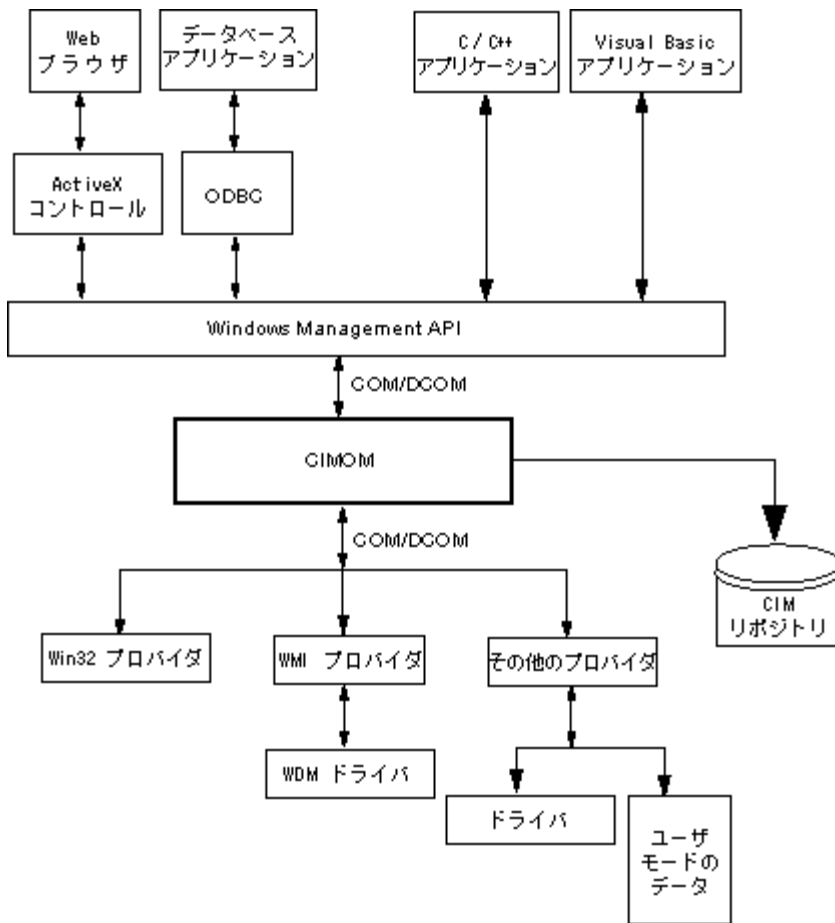 Web
ブラウザ
データベース
アプリケーション
C / C++
アプリケーション
Visual Basic
アプリケーション
ActiveX
コントロール
ODBC
Windows Management API
COM/DCOM
CIMOM
COM/DCOM
CIM
リポジトリ
Win32 プロバイダ
WMI プロバイダ
その他のプロバイダ
WDM ドライバ
ドライバ
ユーザ
モードの
データ